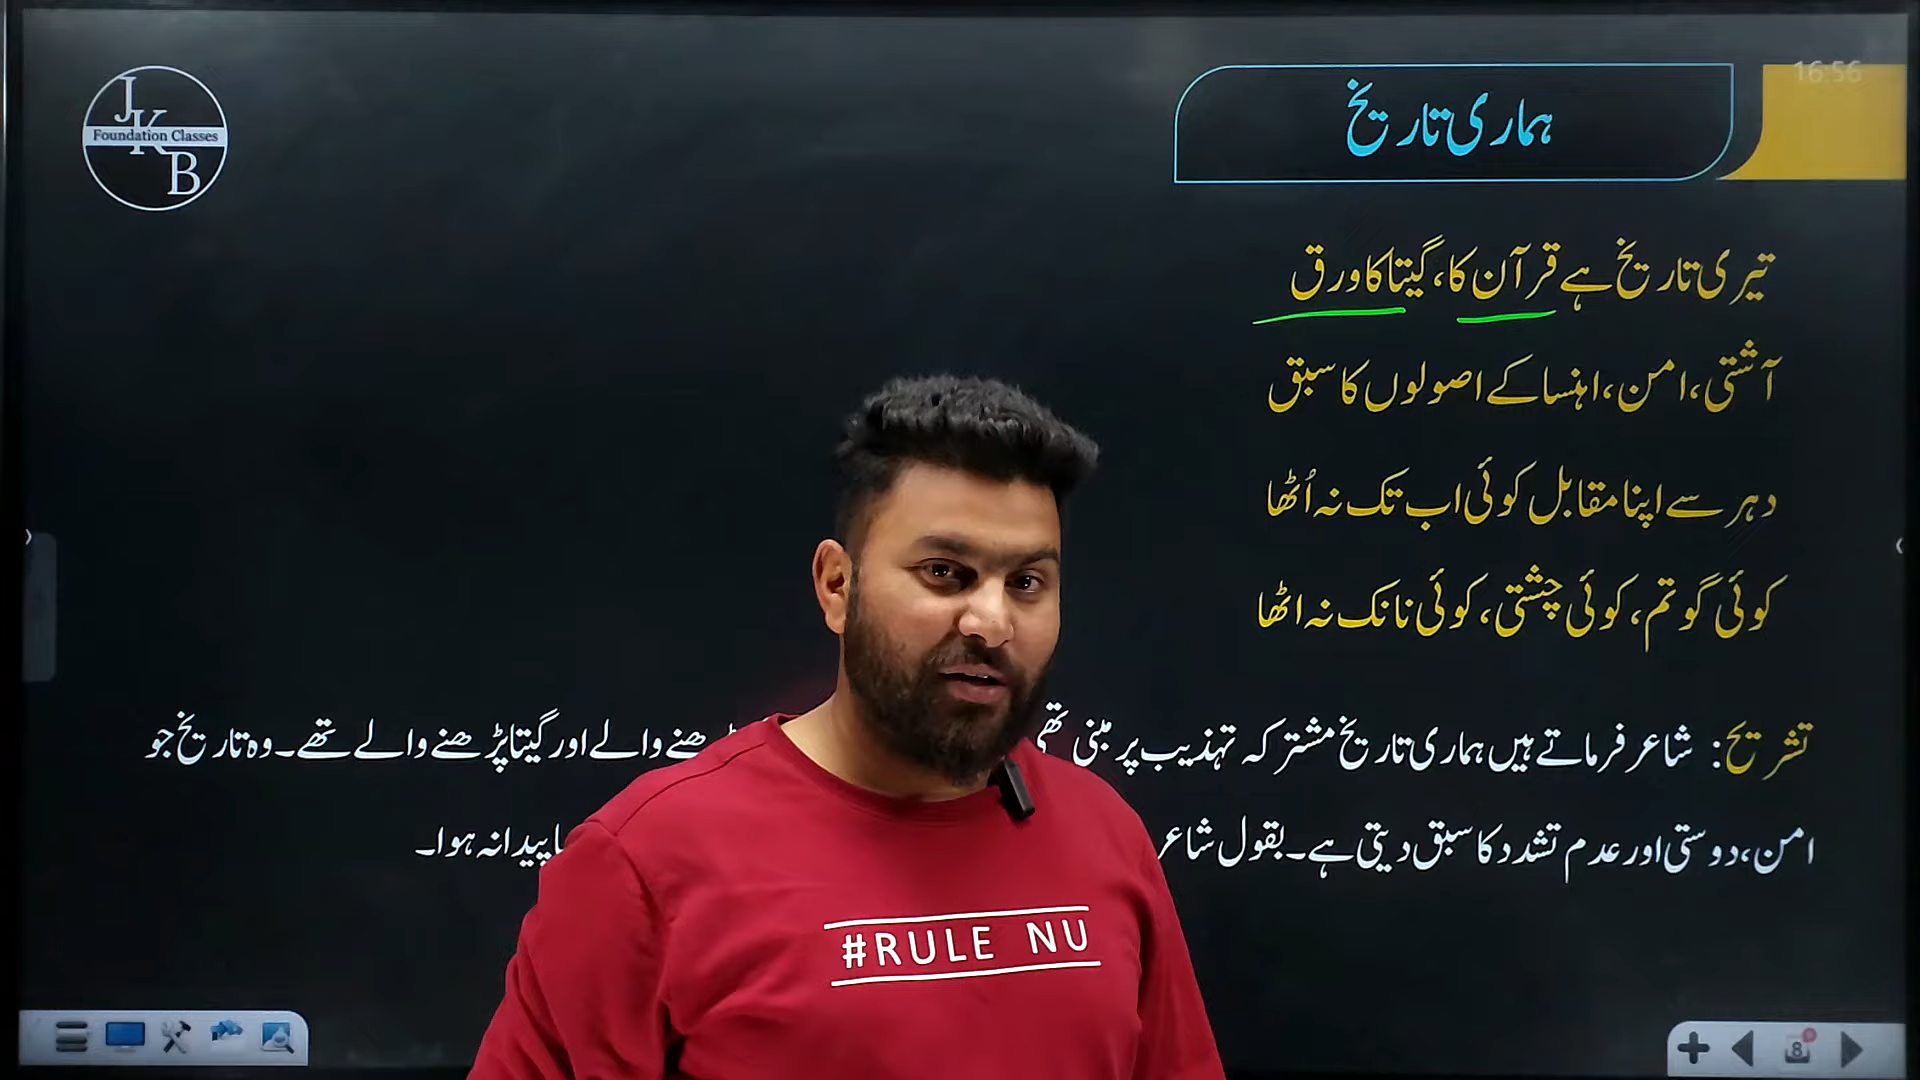 J
K
Foundation Classes
B
16:56
ہماری تاریخ
تیری تاریخ ہے قرآن کا، گیتا کا ورق
آشتی، امن، اہنسا کے اصولوں کا سبق
دہر سے اپنا مقابل کوئی اب تک نہ اُٹھا
کوئی گوتم، کوئی چشتی، کوئی نانک نہ اٹھا
تشریح: شاعر فرماتے ہیں ہماری تاریخ مشترکہ تہذیب پر مبنی تھی والے اور گیتا پڑھنے والے تھے۔ وہ تاریخ جو
امن، دوستی اور عدم تشدد کا سبق دیتی ہے۔ بقول شاعر پیدا نہ ہوا۔
#RULE NU
8